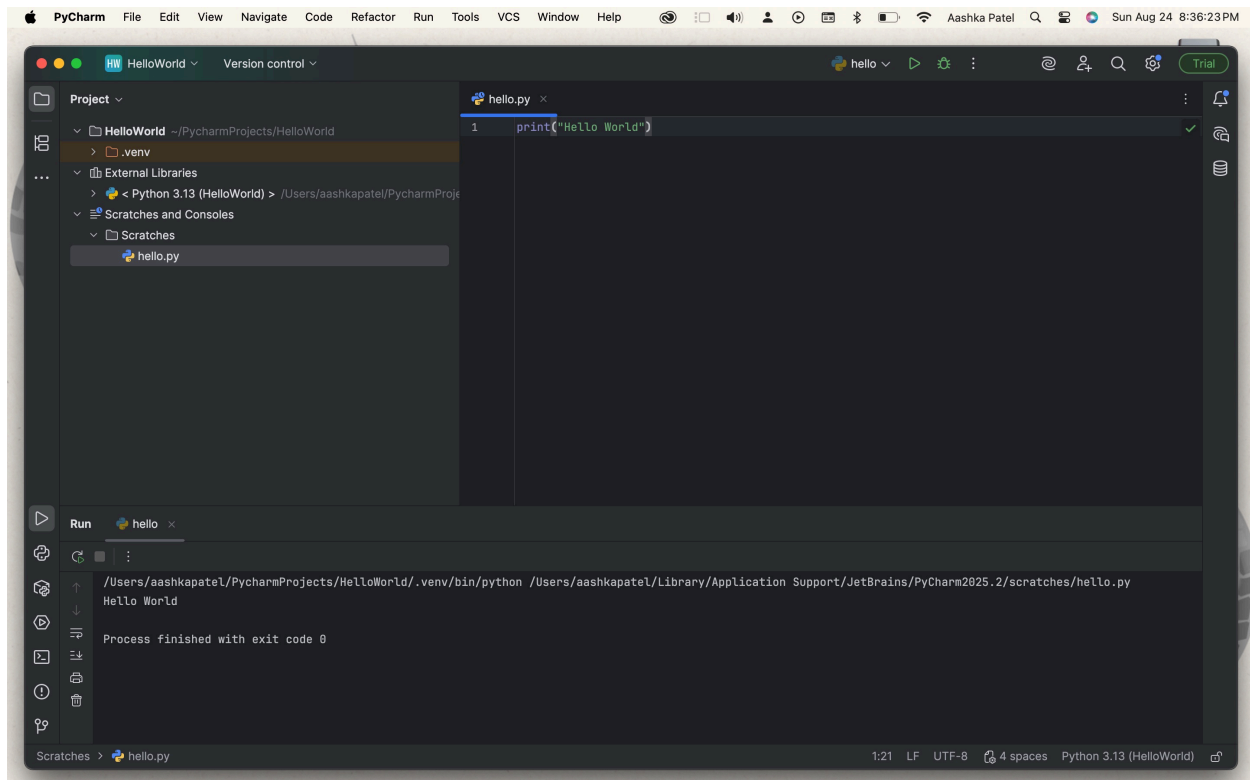 PyCharm File Edit View Navigate Code Refactor Run Tools VCS Window Help Aashka Patel Sun Aug 24 8:36:23 PM
HW HelloWorld Version control hello Trial
Project
HelloWorld ~/PycharmProjects/HelloWorld
.venv
External Libraries
< Python 3.13 (HelloWorld) > /Users/aashkapatel/PycharmProje
Scratches and Consoles
Scratches
hello.py
hello.py
1 print("Hello World")
Run hello
/Users/aashkapatel/PycharmProjects/HelloWorld/.venv/bin/python /Users/aashkapatel/Library/Application Support/JetBrains/PyCharm2025.2/scratches/hello.py
Hello World
Process finished with exit code 0
Scratches > hello.py 1:21 LF UTF-8 4 spaces Python 3.13 (HelloWorld)